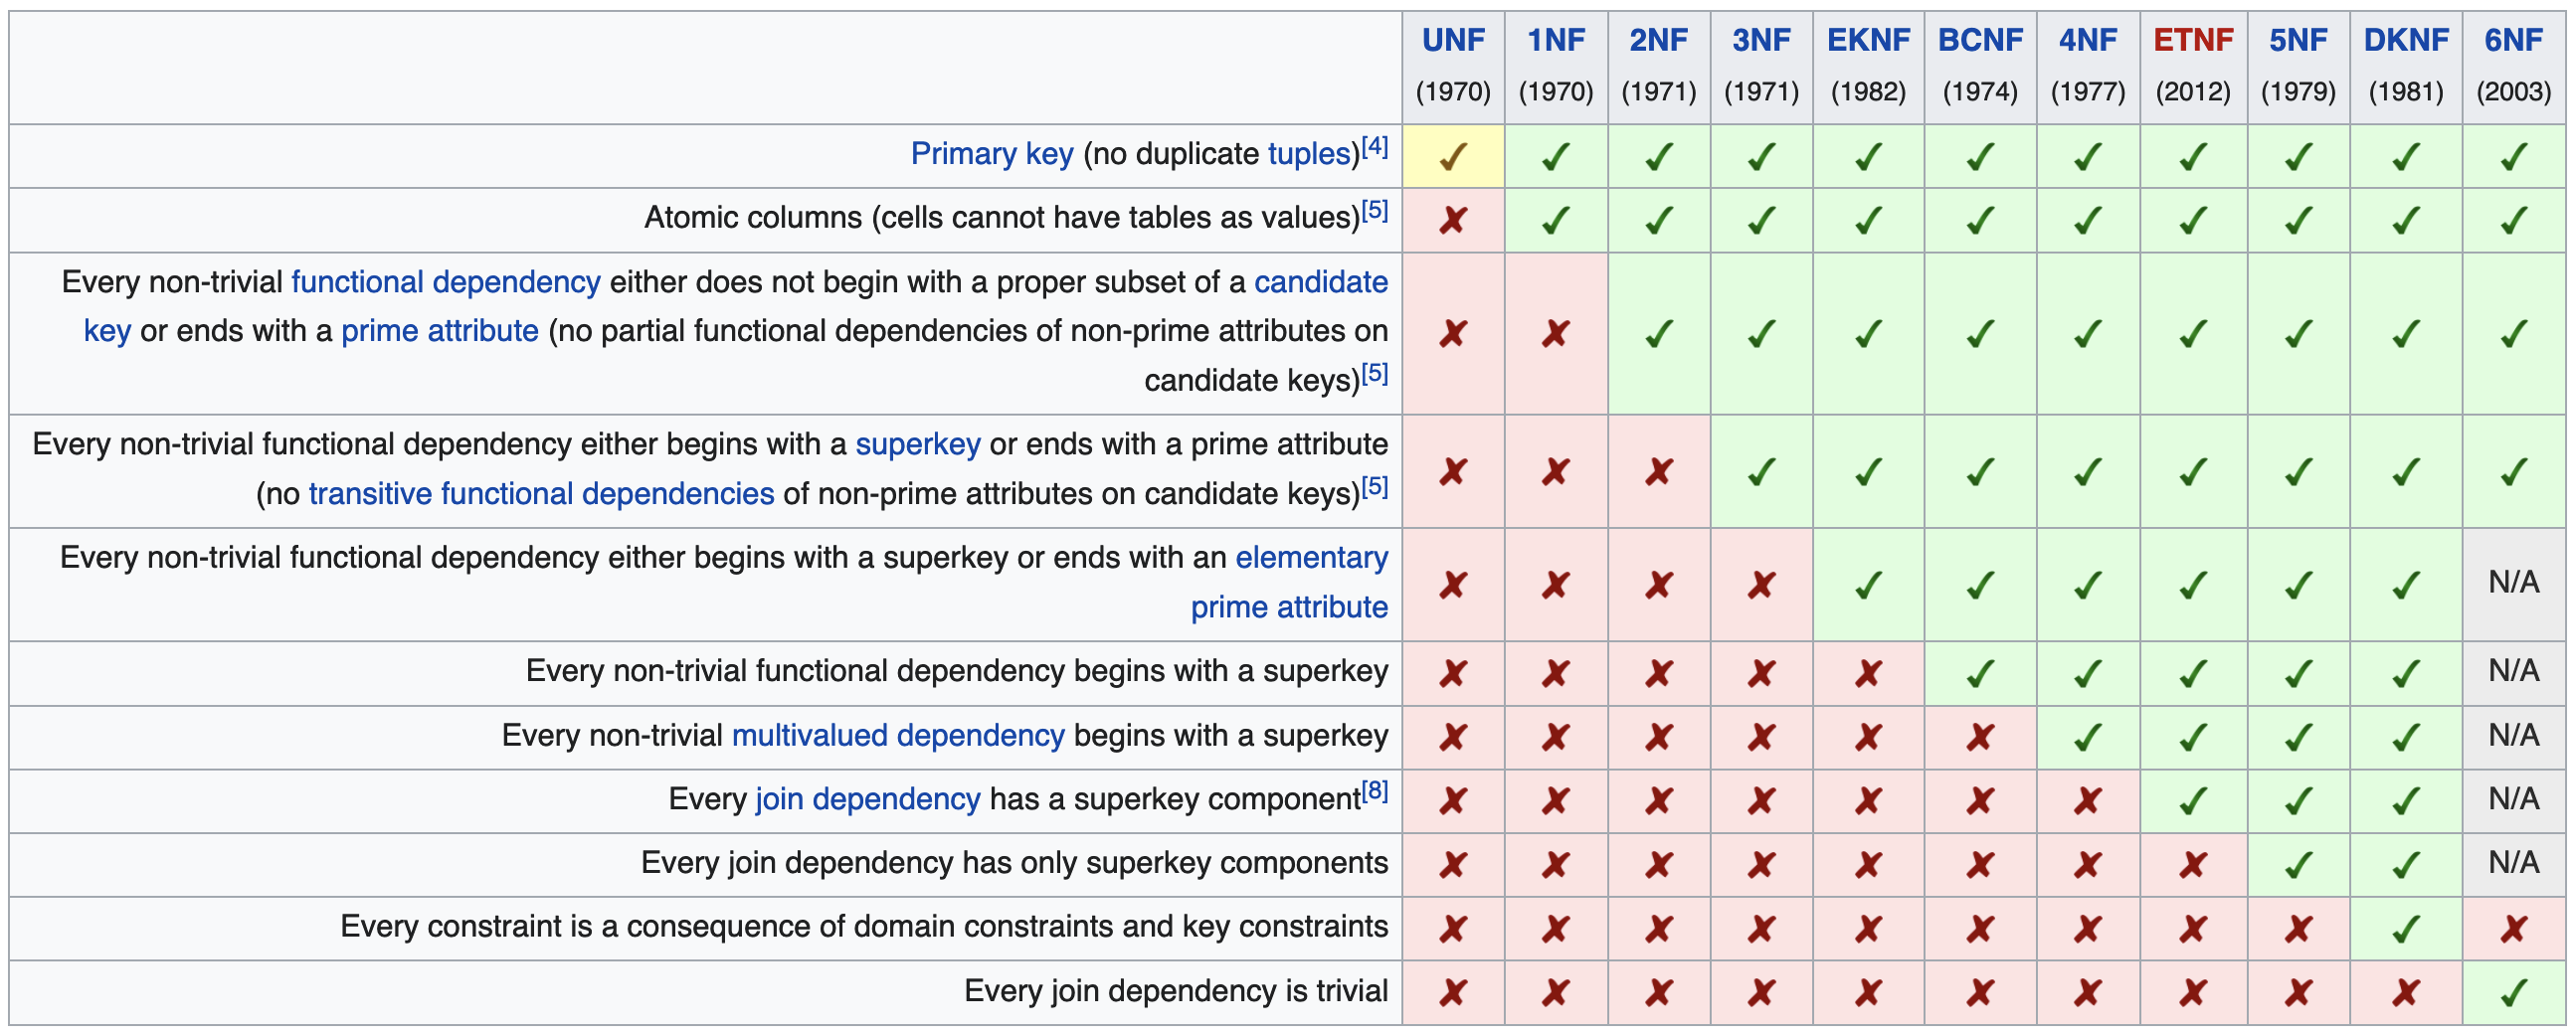 UNF 1NF 2NF 3NF EKNF BCNF 4NF ETNF 5NF DKNF 6NF
(1970) (1970) (1971) (1971) (1982) (1974) (1977) (2012) (1979) (1981) (2003)
Primary key (no duplicate tuples)[4] ✓ ✓ ✓ ✓ ✓ ✓ ✓ ✓ ✓ ✓ ✓
Atomic columns (cells cannot have tables as values)[5] ✗ ✓ ✓ ✓ ✓ ✓ ✓ ✓ ✓ ✓ ✓
Every non-trivial functional dependency either does not begin with a proper subset of a candidate
key or ends with a prime attribute (no partial functional dependencies of non-prime attributes on ✗ ✗ ✓ ✓ ✓ ✓ ✓ ✓ ✓ ✓ ✓
candidate keys)[5]
Every non-trivial functional dependency either begins with a superkey or ends with a prime attribute
(no transitive functional dependencies of non-prime attributes on candidate keys)[5] ✗ ✗ ✗ ✓ ✓ ✓ ✓ ✓ ✓ ✓ ✓
Every non-trivial functional dependency either begins with a superkey or ends with an elementary
prime attribute ✗ ✗ ✗ ✗ ✓ ✓ ✓ ✓ ✓ ✓ N/A
Every non-trivial functional dependency begins with a superkey ✗ ✗ ✗ ✗ ✗ ✓ ✓ ✓ ✓ ✓ N/A
Every non-trivial multivalued dependency begins with a superkey ✗ ✗ ✗ ✗ ✗ ✗ ✓ ✓ ✓ ✓ N/A
Every join dependency has a superkey component[8] ✗ ✗ ✗ ✗ ✗ ✗ ✗ ✓ ✓ ✓ N/A
Every join dependency has only superkey components ✗ ✗ ✗ ✗ ✗ ✗ ✗ ✗ ✓ ✓ N/A
Every constraint is a consequence of domain constraints and key constraints ✗ ✗ ✗ ✗ ✗ ✗ ✗ ✗ ✗ ✓ ✗
Every join dependency is trivial ✗ ✗ ✗ ✗ ✗ ✗ ✗ ✗ ✗ ✗ ✓